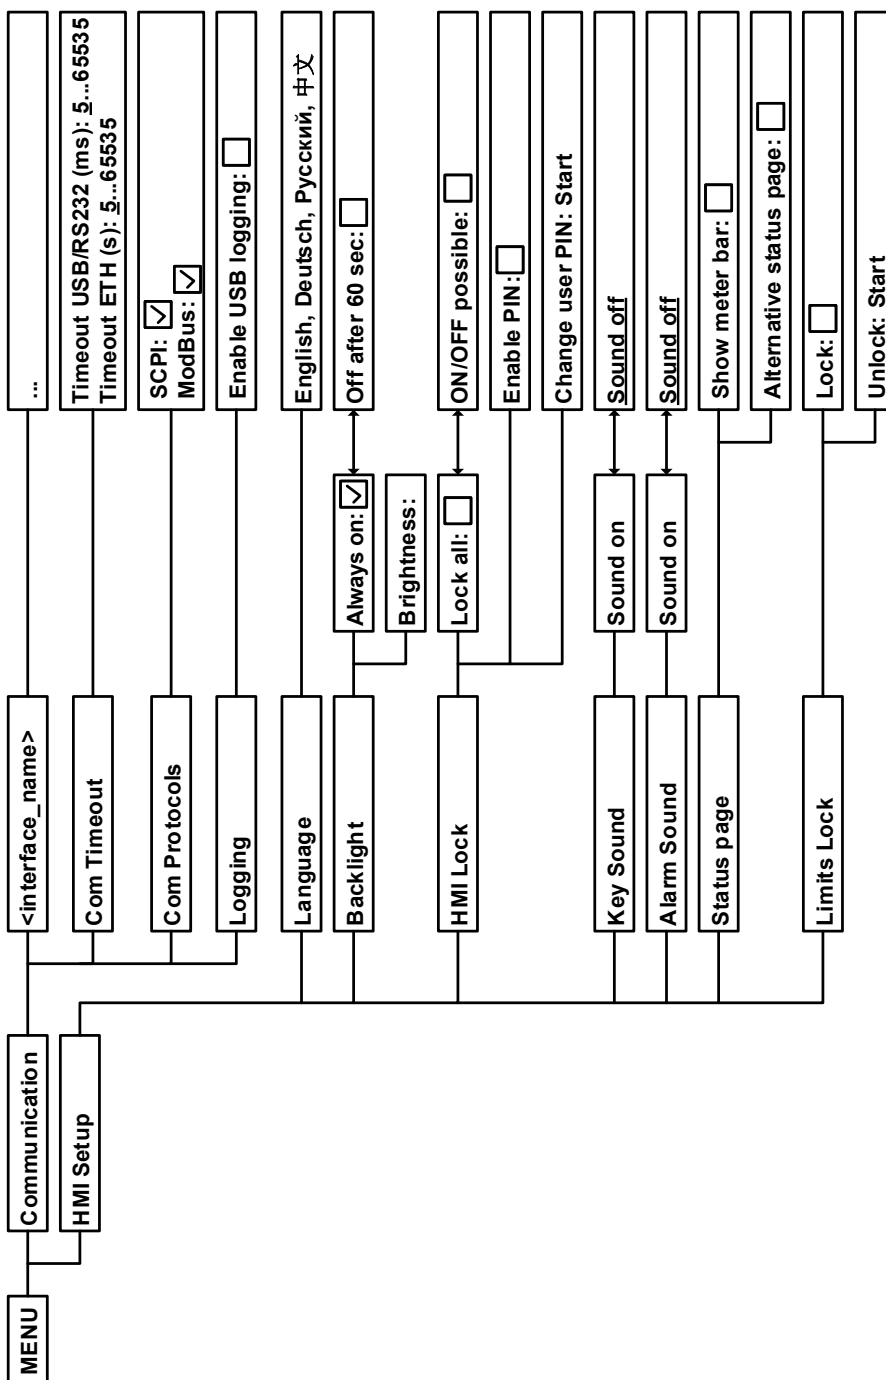 MENU
Communication
<interface_name>
...
Com Timeout
Timeout USB/RS232 (ms): 5...65535
Timeout ETH (s): 5...65535
Com Protocols
SCPI:
ModBus:
Logging
Enable USB logging:
HMI Setup
Language
English, Deutsch, Русский, 中文
Backlight
Always on:
Off after 60 sec:
Brightness:
HMI Lock
Lock all:
ON/OFF possible:
Enable PIN:
Change user PIN: Start
Key Sound
Sound on
Sound off
Alarm Sound
Sound on
Sound off
Status page
Show meter bar:
Alternative status page:
Limits Lock
Lock:
Unlock: Start